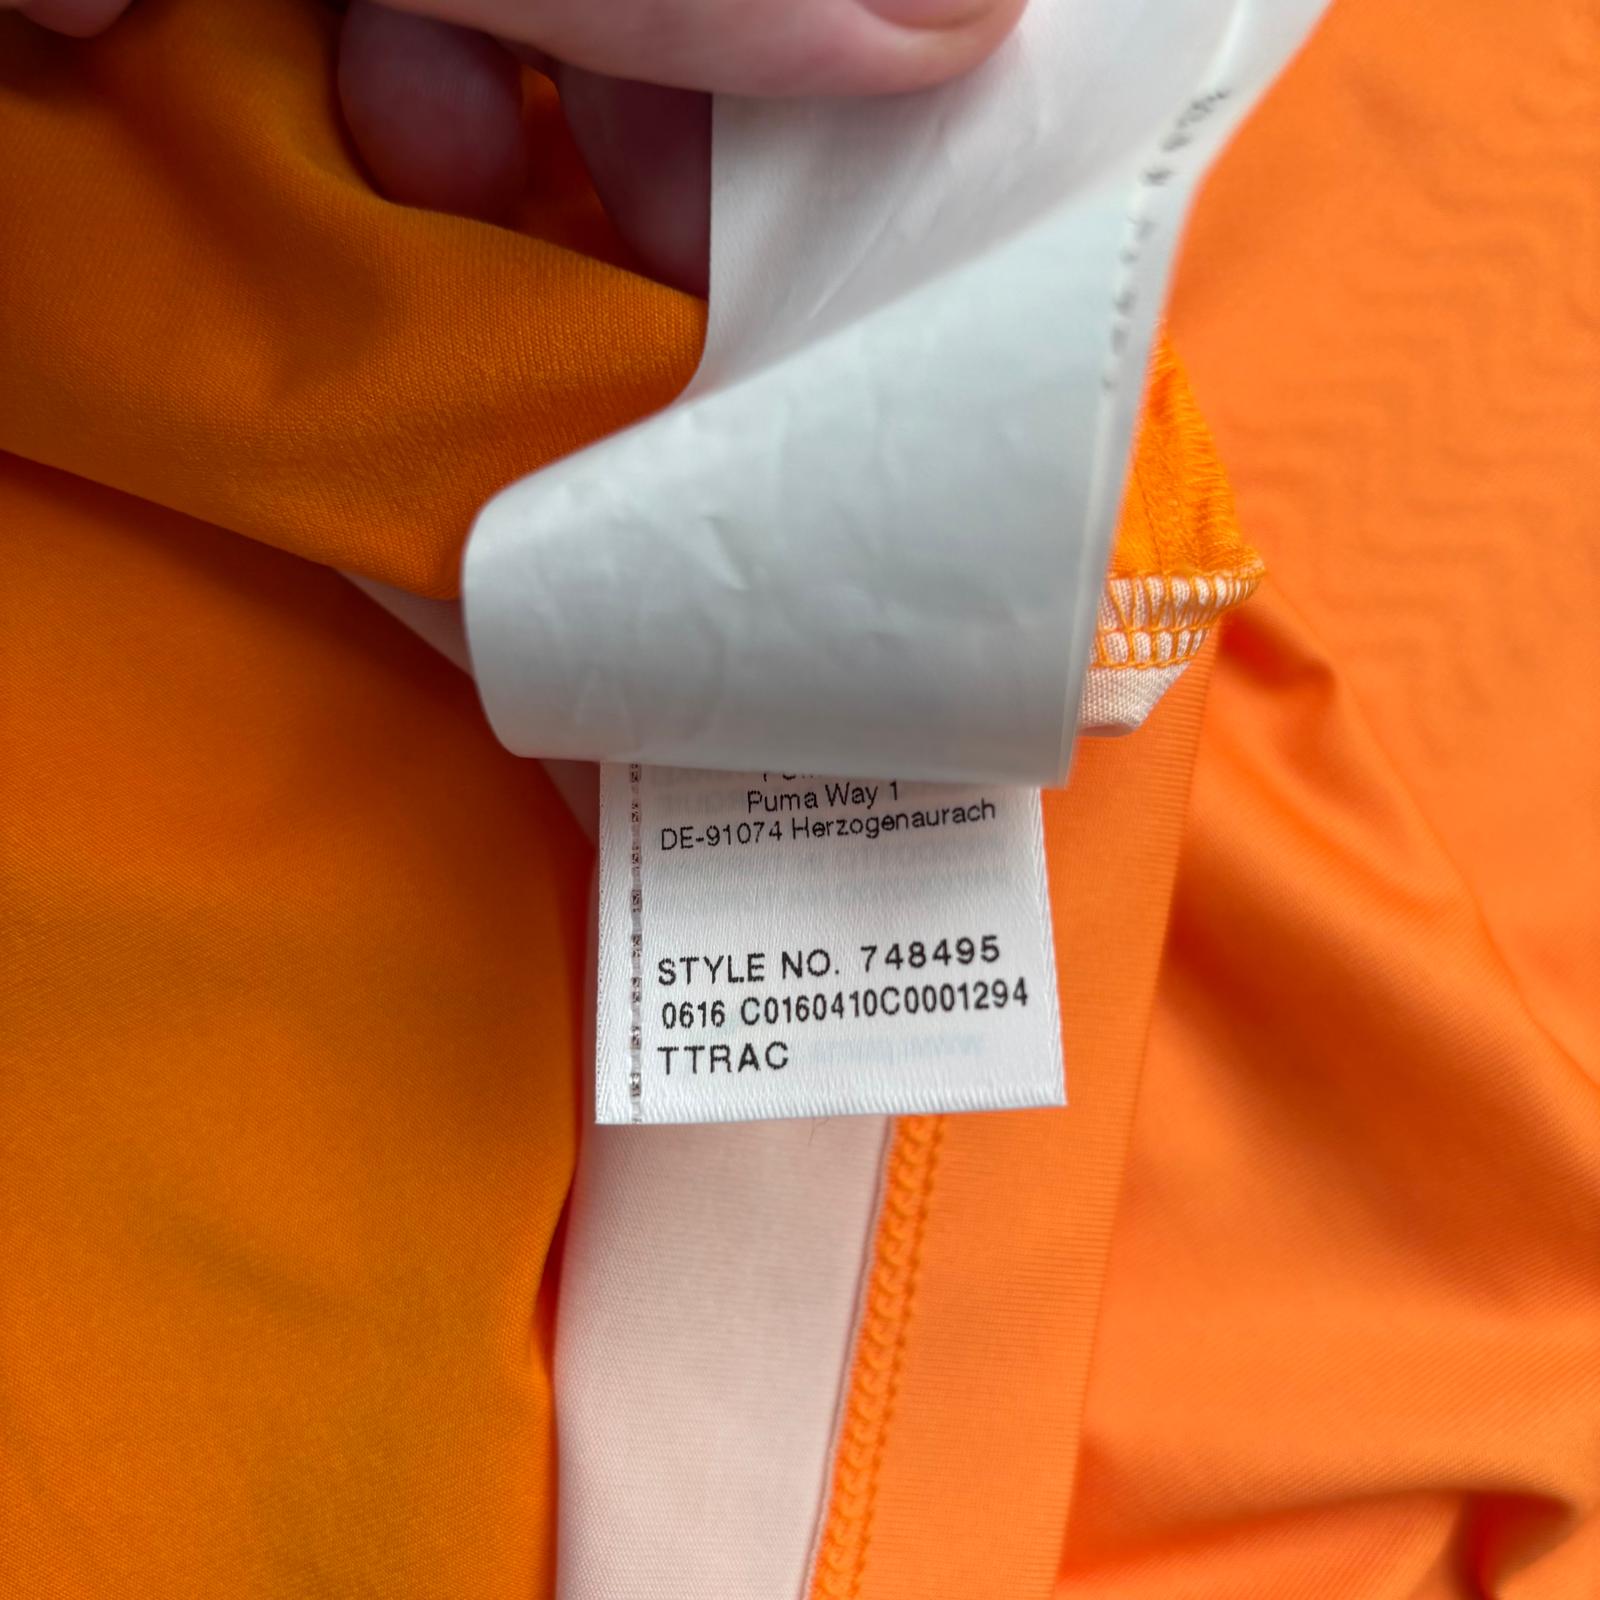 Puma Way 1
DE-91074 Herzogenaurach
STYLE NO. 748495
0616 C0160410C0001294
TTRAC